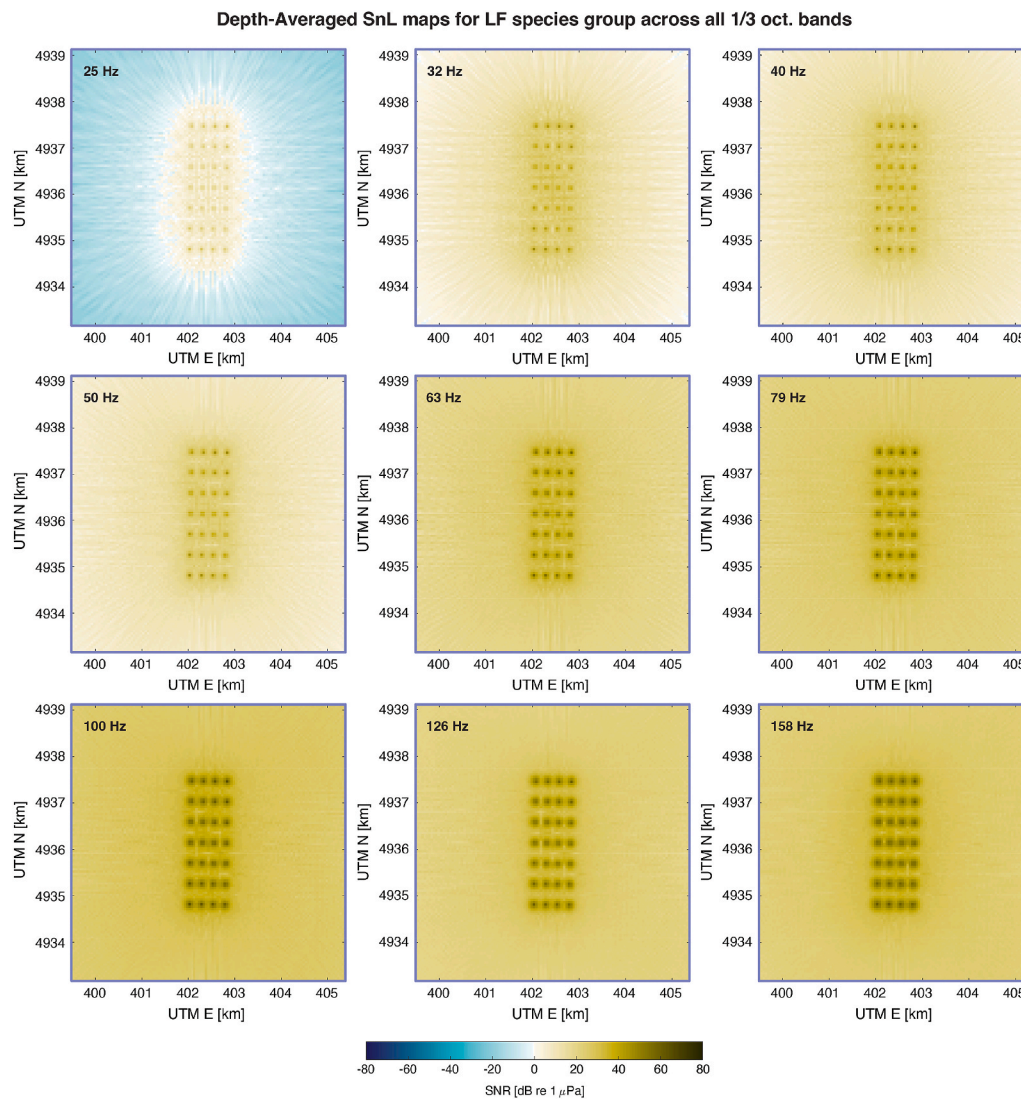 Depth-Averaged SnL maps for LF species group across all 1/3 oct. bands
25 Hz
4939
4938
4937
4936
4935
4934
UTM N [km]
400 401 402 403 404 405
UTM E [km]
32 Hz
4939
4938
4937
4936
4935
4934
UTM N [km]
400 401 402 403 404 405
UTM E [km]
40 Hz
4939
4938
4937
4936
4935
4934
UTM N [km]
400 401 402 403 404 405
UTM E [km]
50 Hz
4939
4938
4937
4936
4935
4934
UTM N [km]
400 401 402 403 404 405
UTM E [km]
63 Hz
4939
4938
4937
4936
4935
4934
UTM N [km]
400 401 402 403 404 405
UTM E [km]
79 Hz
4939
4938
4937
4936
4935
4934
UTM N [km]
400 401 402 403 404 405
UTM E [km]
100 Hz
4939
4938
4937
4936
4935
4934
UTM N [km]
400 401 402 403 404 405
UTM E [km]
126 Hz
4939
4938
4937
4936
4935
4934
UTM N [km]
400 401 402 403 404 405
UTM E [km]
158 Hz
4939
4938
4937
4936
4935
4934
UTM N [km]
400 401 402 403 404 405
UTM E [km]
-80 -60 -40 -20 0 20 40 60 80
SNR [dB re 1 μPa]